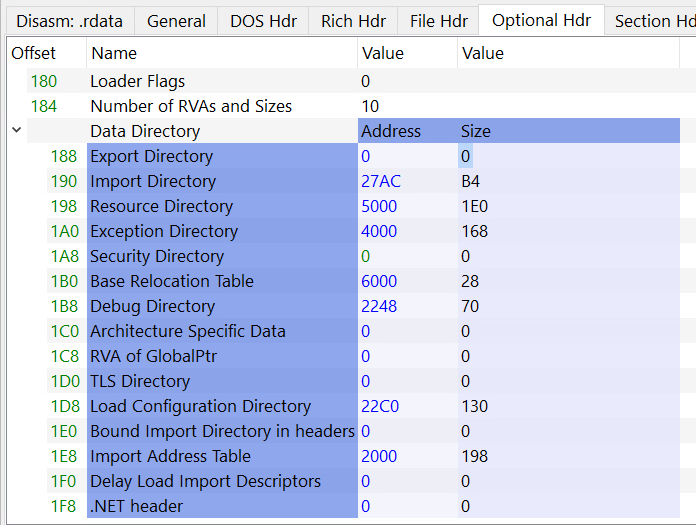 Disasm: .rdata General DOS Hdr Rich Hdr File Hdr Optional Hdr Section Hd
Offset Name Value Value
180 Loader Flags 0
184 Number of RVAs and Sizes 10
Data Directory Address Size
188 Export Directory 0 0
190 Import Directory 27AC B4
198 Resource Directory 5000 1E0
1A0 Exception Directory 4000 168
1A8 Security Directory 0 0
1B0 Base Relocation Table 6000 28
1B8 Debug Directory 2248 70
1C0 Architecture Specific Data 0 0
1C8 RVA of GlobalPtr 0 0
1D0 TLS Directory 0 0
1D8 Load Configuration Directory 22C0 130
1E0 Bound Import Directory in headers 0 0
1E8 Import Address Table 2000 198
1F0 Delay Load Import Descriptors 0 0
1F8 .NET header 0 0